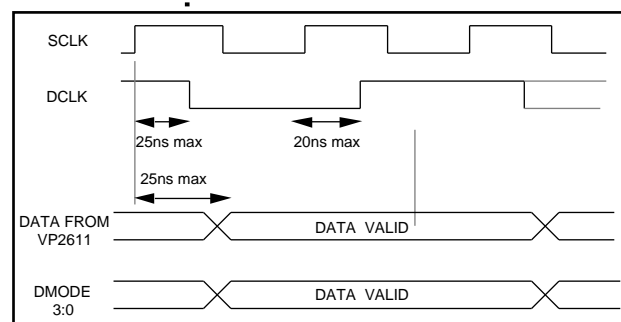 SCLK
DCLK
25ns max
20ns max
25ns max
DATA FROM
VP2611
DATA VALID
DMODE
3:0
DATA VALID